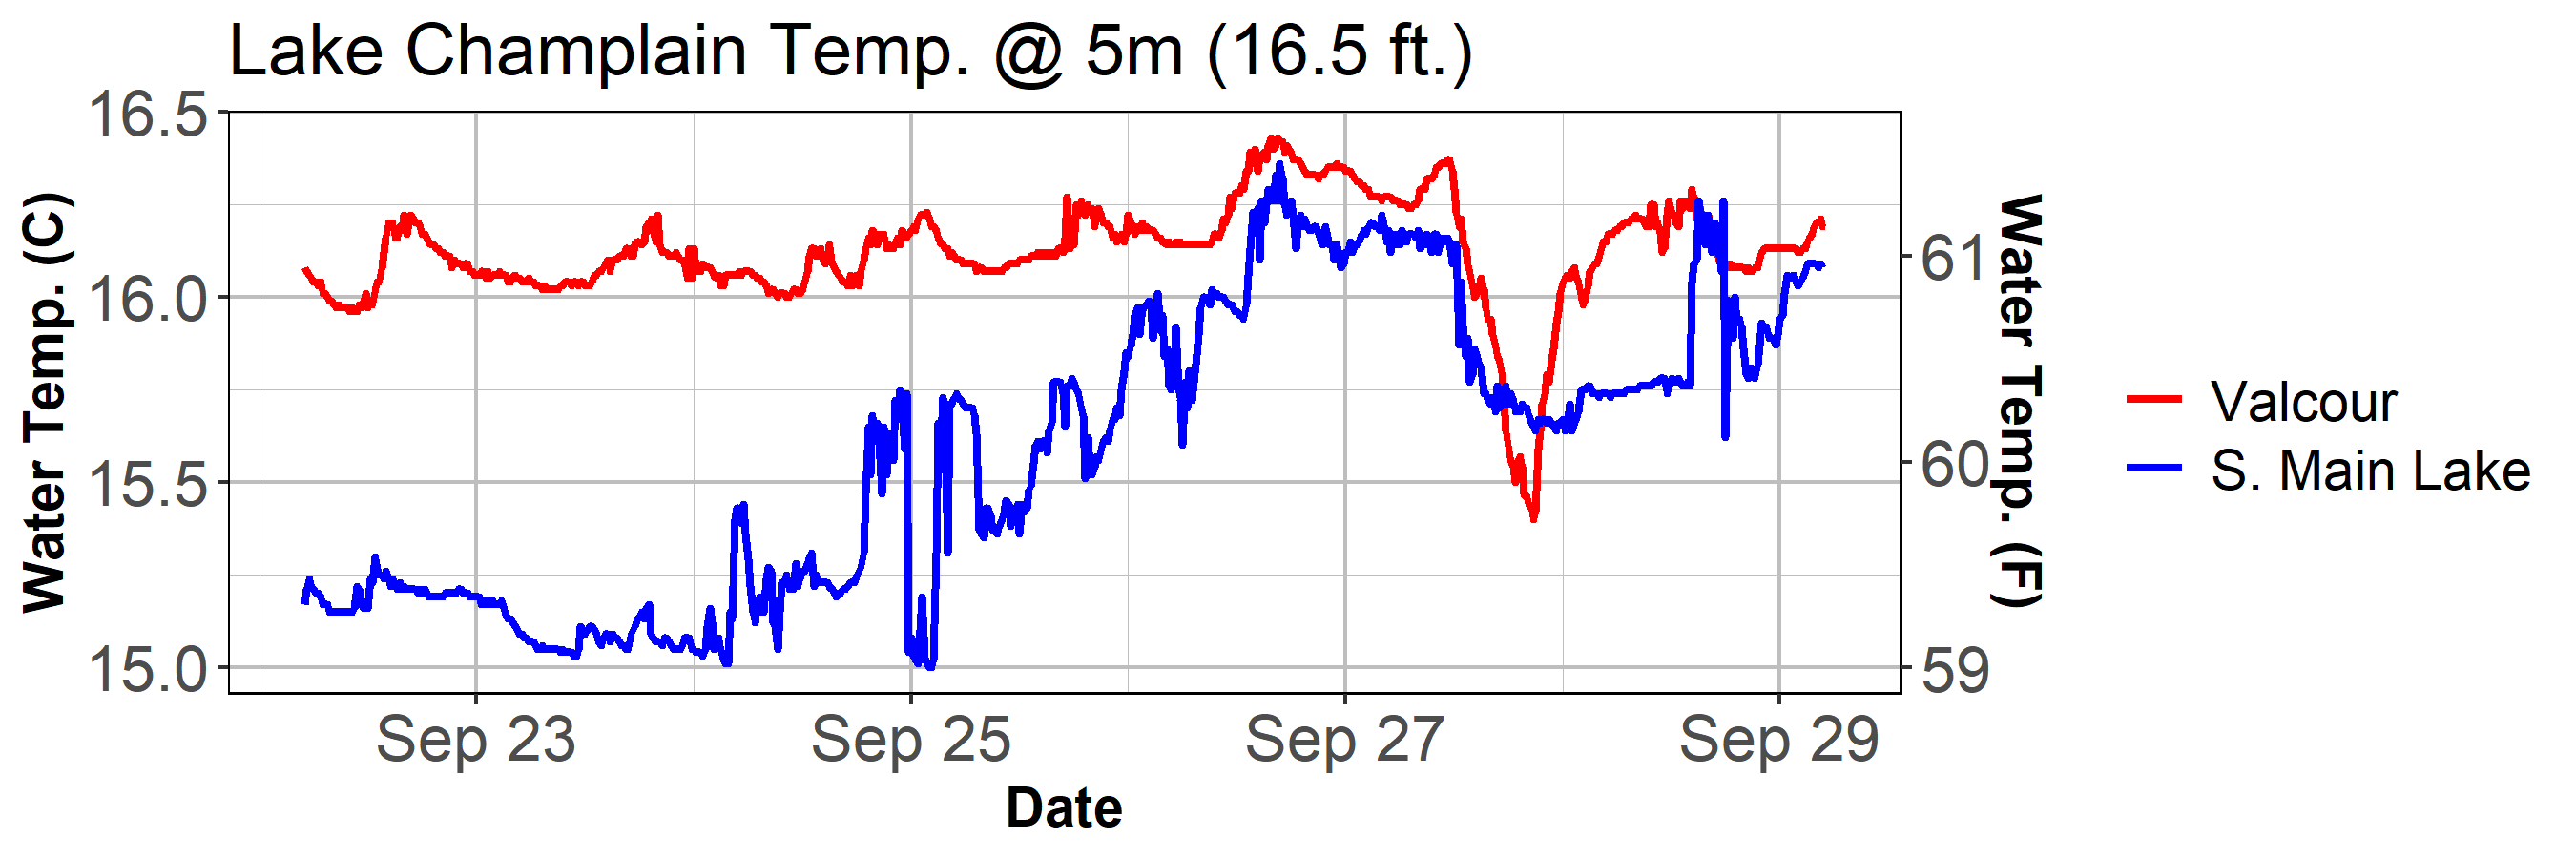 Lake Champlain Temp. @ 5m (16.5 ft.)
Water Temp. (C)
16.5
16.0
15.5
15.0
61
60
59
Water Temp. (F)
Sep 23
Sep 25
Sep 27
Sep 29
Date
Valcour
S. Main Lake